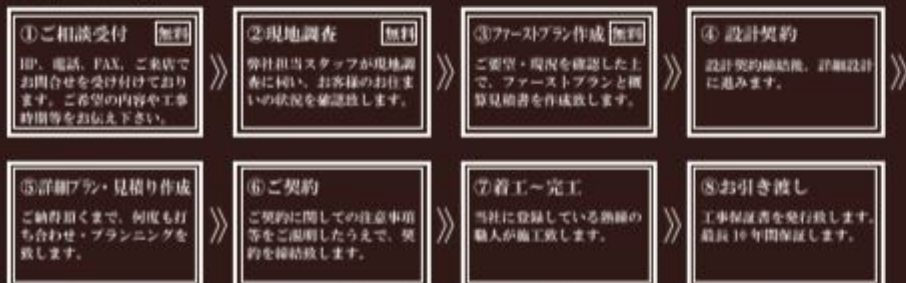 ①ご相談受付 無料
HP、電話、FAX、ご来店で
お問合せを受け付けており
ます。ご希望の内容や工事
時間等をお伝え下さい。
②現地調査 無料
弊社担当スタッフが現地調
査に伺い、お客様のお住ま
いの状況を確認致します。
③ファーストプラン作成 無料
ご要望・現況を確認した上
で、ファーストプランと概
算見積書を作成致します。
④ 設計契約
設計契約締結後、詳細設計
に進みます。
⑤詳細プラン・見積り作成
ご納得頂くまで、何度も打
ち合わせ・プランニングを
致します。
⑥ご契約
ご契約に関しての注意事項
等をご説明したうえで、契
約を締結致します。
⑦着工～完工
当社に登録している熟練の
職人が施工致します。
⑧お引き渡し
工事保証書を発行致します。
最長10年間保証します。